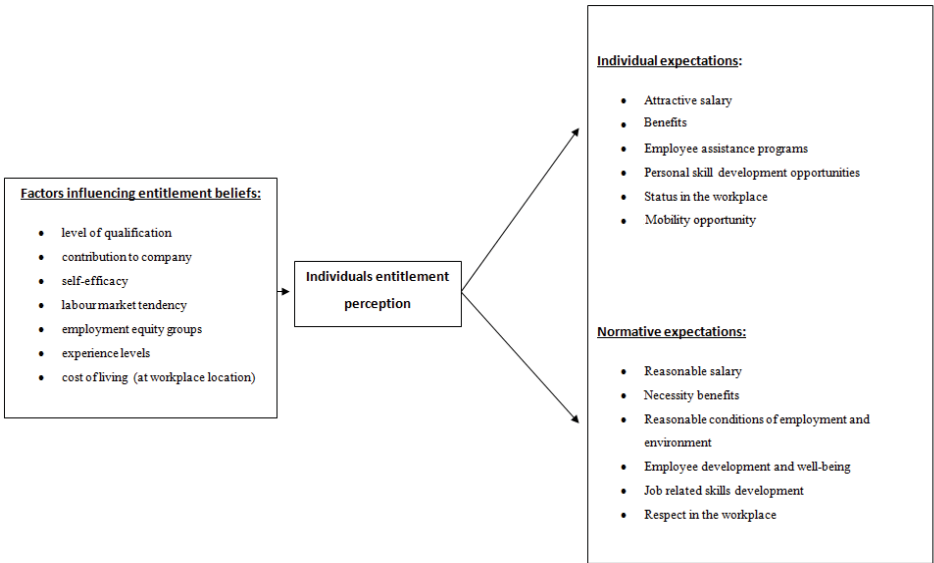 Factors influencing entitlement beliefs:
• level of qualification
• contribution to company
• self-efficacy
• labour market tendency
• employment equity groups
• experience levels
• cost of living (at workplace location)
Individuals entitlement
perception
Individual expectations:
• Attractive salary
• Benefits
• Employee assistance programs
• Personal skill development opportunities
• Status in the workplace
• Mobility opportunity
Normative expectations:
• Reasonable salary
• Necessity benefits
• Reasonable conditions of employment and
environment
• Employee development and well-being
• Job related skills development
• Respect in the workplace